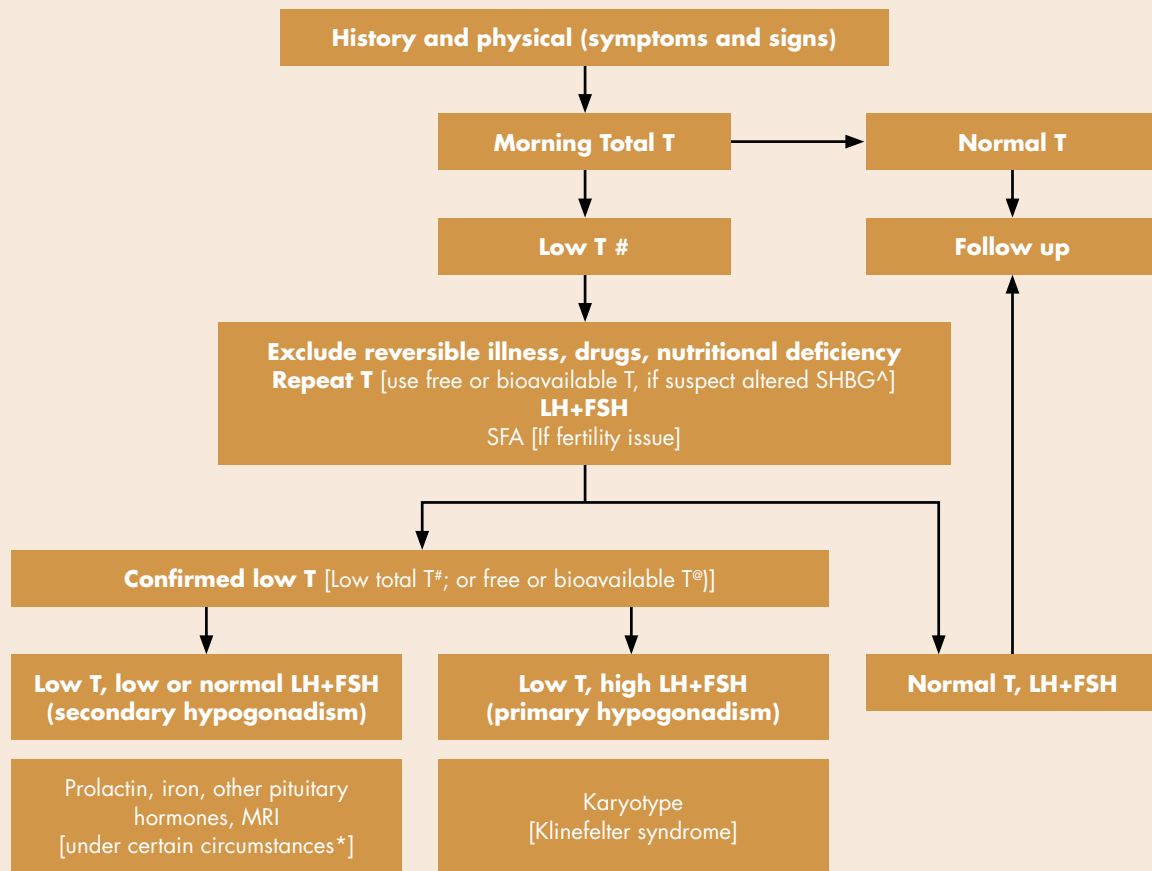 History and physical (symptoms and signs)
Morning Total T
Normal T
Low T #
Follow up
Exclude reversible illness, drugs, nutritional deficiency
Repeat T [use free or bioavailable T, if suspect altered SHBG^]
LH+FSH
SFA [If fertility issue]
Confirmed low T [Low total T#; or free or bioavailable T@)]
Low T, low or normal LH+FSH
(secondary hypogonadism)
Low T, high LH+FSH
(primary hypogonadism)
Normal T, LH+FSH
Prolactin, iron, other pituitary
hormones, MRI
[under certain circumstances*]
Karyotype
[Klinefelter syndrome]